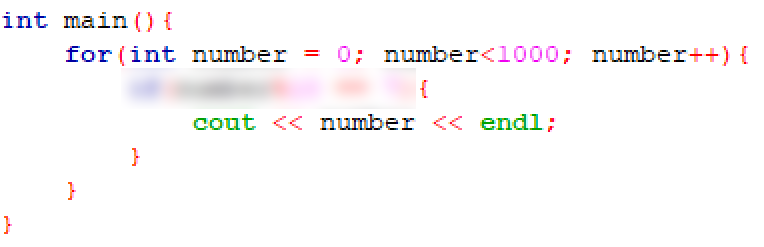 int main(){
for(int number = 0; number<1000; number++){
{
cout << number << endl;
}
}
}